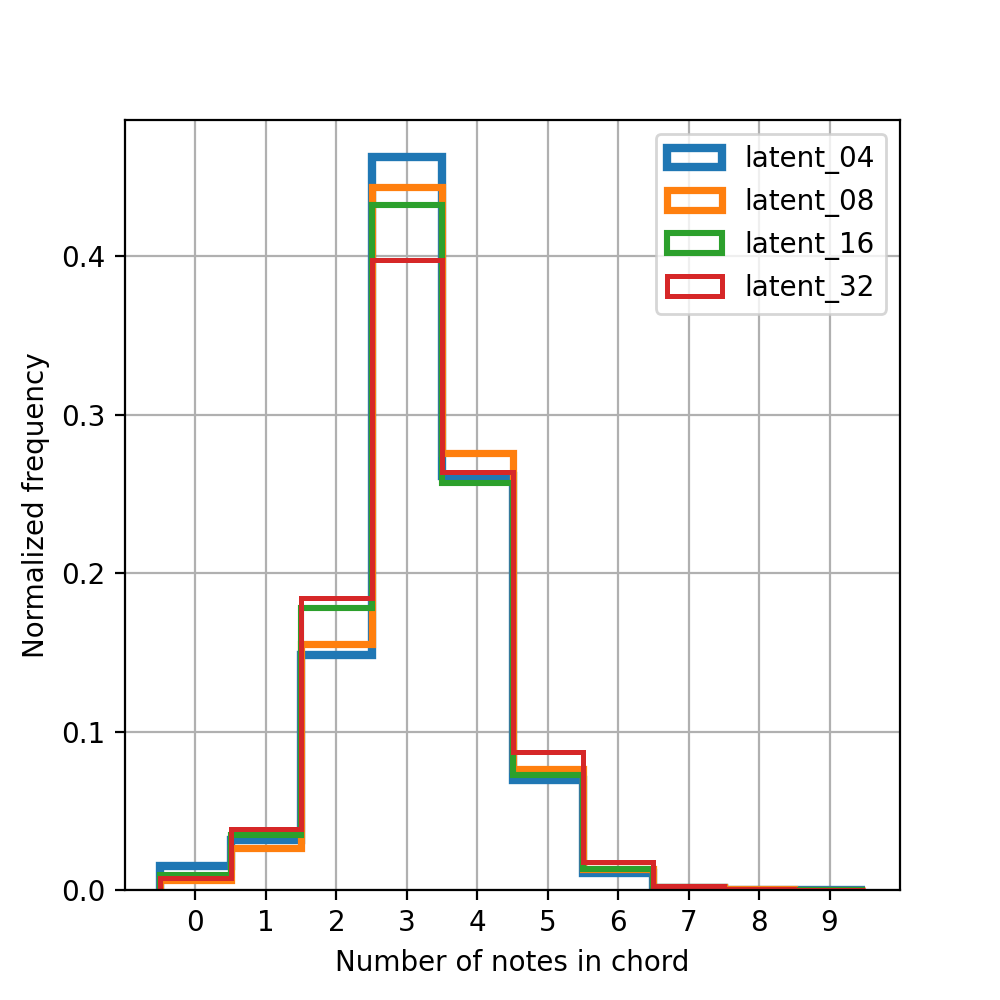 latent_04
latent_08
latent_16
latent_32
0.4
0.3
0.2
0.1
0.0
Normalized frequency
0 1 2 3 4 5 6 7 8 9
Number of notes in chord